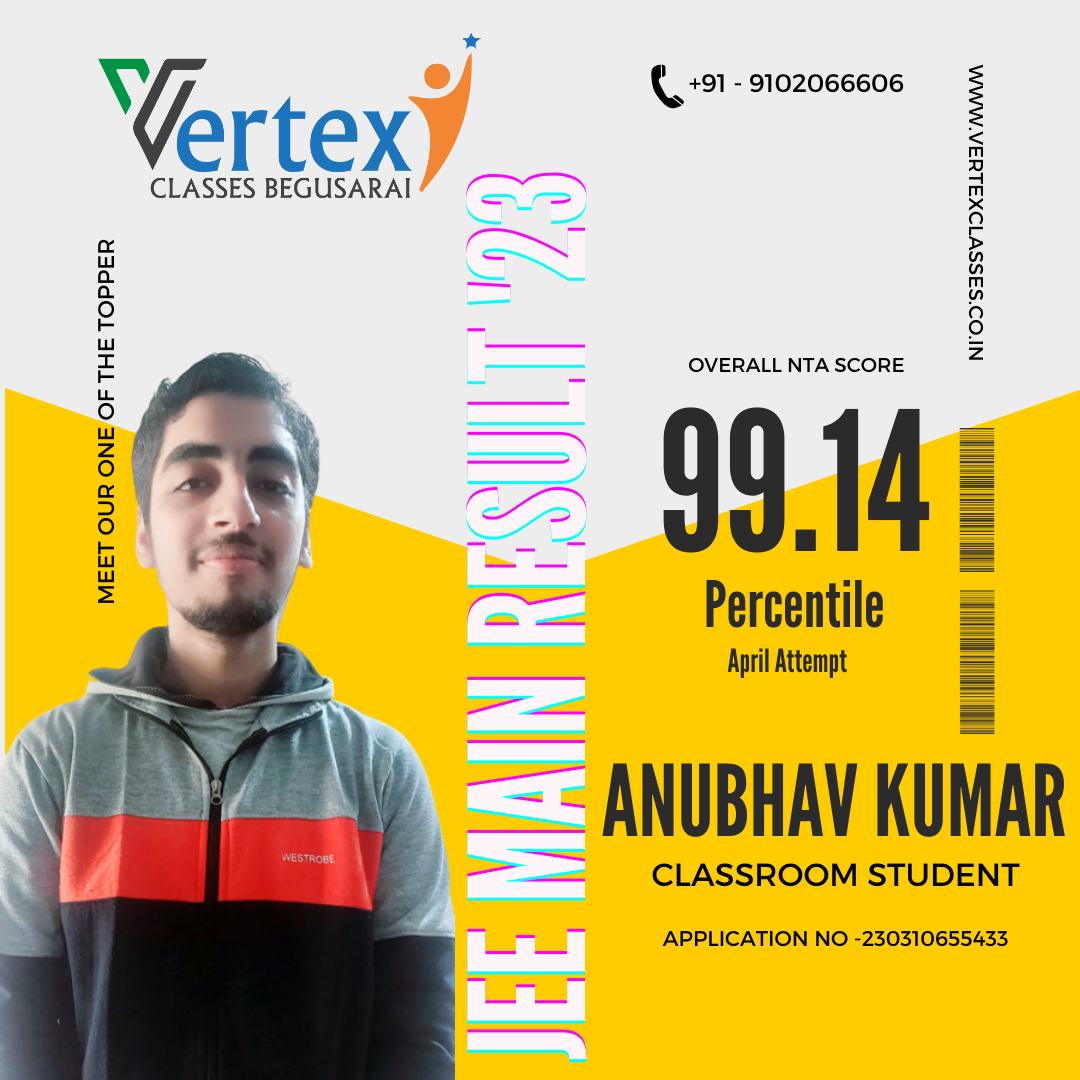 Vertex
CLASSES BEGUSARAI
+91 - 9102066606
WWW.VERTEXCLASSES.CO.IN
MEET OUR ONE OF THE TOPPER
JEE MAIN RESULT '23
OVERALL NTA SCORE
99.14
Percentile
April Attempt
ANUBHAV KUMAR
CLASSROOM STUDENT
APPLICATION NO -230310655433
WESTROBE